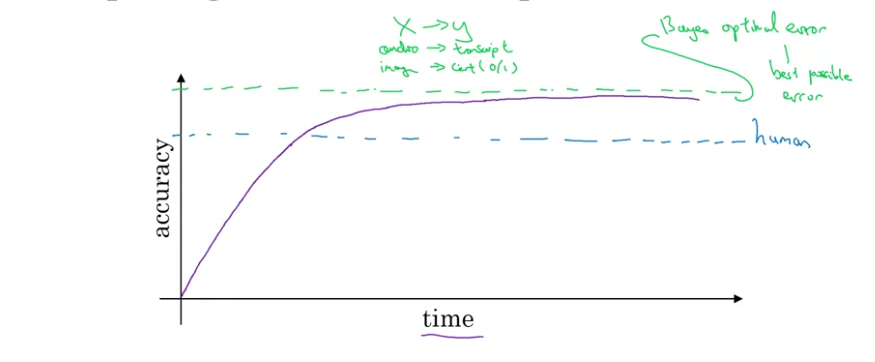 X → y
audio → transcript
image → cat (0/1)
Bayes optimal error
best possible
error
human
accuracy
time